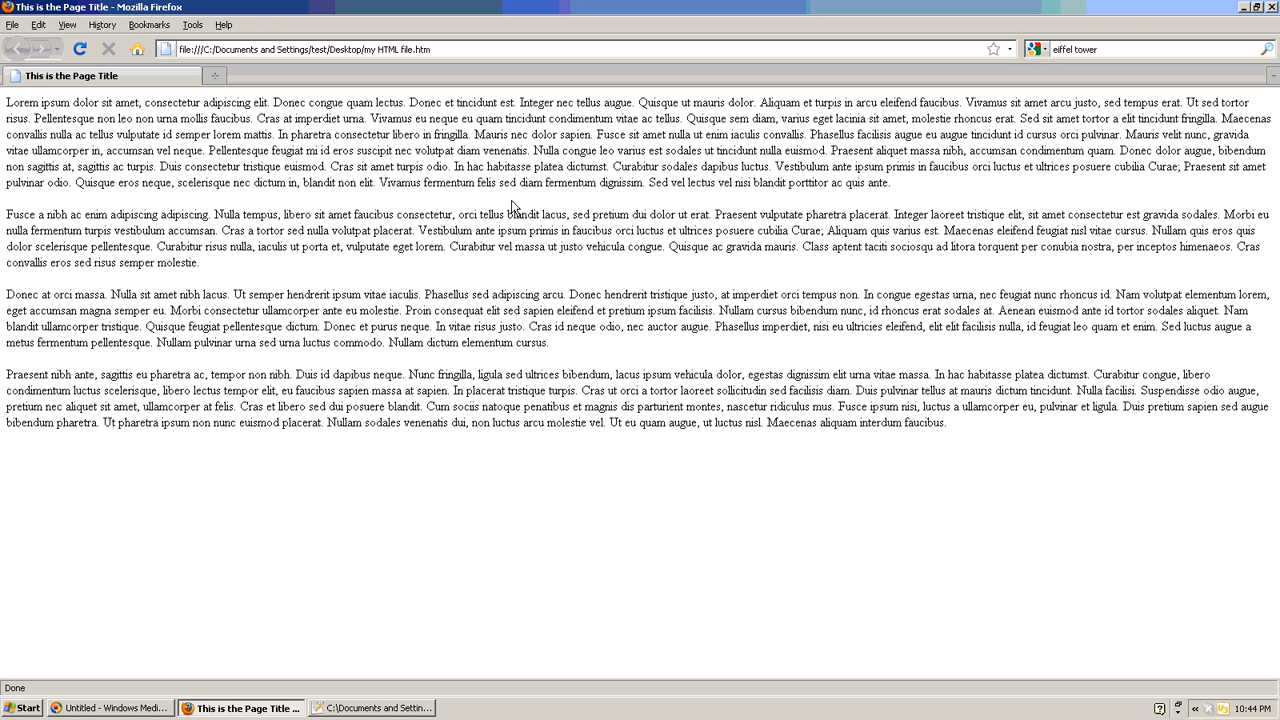 This is the Page Title - Mozilla Firefox
File Edit View History Bookmarks Tools Help
file:///C:/Documents and Settings/test/Desktop/my HTML file.htm
eiffel tower
This is the Page Title
Lorem ipsum dolor sit amet, consectetur adipiscing elit. Donec congue quam lectus. Donec et tincidunt est. Integer nec tellus augue. Quisque ut mauris dolor. Aliquam et turpis in arcu eleifend faucibus. Vivamus sit amet arcu justo, sed tempus erat. Ut sed tortor
risus. Pellentesque non leo non urna mollis faucibus. Cras at imperdiet urna. Vivamus eu neque eu quam tincidunt condimentum vitae ac tellus. Quisque sem diam, varius eget lacinia sit amet, molestie rhoncus erat. Sed sit amet tortor a elit tincidunt fringilla. Maecenas
convallis nulla ac tellus vulputate id semper lorem mattis. In pharetra consectetur libero in fringilla. Mauris nec dolor sapien. Fusce sit amet nulla ut enim iaculis convallis. Phasellus facilisis augue eu augue tincidunt id cursus orci pulvinar. Mauris velit nunc, gravida
vitae ullamcorper in, accumsan vel neque. Pellentesque feugiat mi id eros suscipit nec volutpat diam venenatis. Nulla congue leo varius est sodales ut tincidunt nulla euismod. Praesent aliquet massa nibh, accumsan condimentum quam. Donec dolor augue, bibendum
non sagittis at, sagittis ac turpis. Duis consectetur tristique euismod. Cras sit amet turpis odio. In hac habitasse platea dictumst. Curabitur sodales dapibus luctus. Vestibulum ante ipsum primis in faucibus orci luctus et ultrices posuere cubilia Curae; Praesent sit amet
pulvinar odio. Quisque eros neque, scelerisque nec dictum in, blandit non elit. Vivamus fermentum felis sed diam fermentum dignissim. Sed vel lectus vel nisi blandit porttitor ac quis ante.
Fusce a nibh ac enim adipiscing adipiscing. Nulla tempus, libero sit amet faucibus consectetur, orci tellus blandit lacus, sed pretium dui dolor ut erat. Praesent vulputate pharetra placerat. Integer laoreet tristique elit, sit amet consectetur est gravida sodales. Morbi eu
nulla fermentum turpis vestibulum accumsan. Cras a tortor sed nulla volutpat placerat. Vestibulum ante ipsum primis in faucibus orci luctus et ultrices posuere cubilia Curae; Aliquam quis varius est. Maecenas eleifend feugiat nisl vitae cursus. Nullam quis eros quis
dolor scelerisque pellentesque. Curabitur risus nulla, iaculis ut porta et, vulputate eget lorem. Curabitur vel massa ut justo vehicula congue. Quisque ac gravida mauris. Class aptent taciti sociosqu ad litora torquent per conubia nostra, per inceptos himenaeos. Cras
convallis eros sed risus semper molestie.
Donec at orci massa. Nulla sit amet nibh lacus. Ut semper hendrerit ipsum vitae iaculis. Phasellus sed adipiscing arcu. Donec hendrerit tristique justo, at imperdiet orci tempus non. In congue egestas urna, nec feugiat nunc rhoncus id. Nam volutpat elementum lorem,
eget accumsan magna semper eu. Morbi consectetur ullamcorper ante eu molestie. Proin consequat elit sed sapien eleifend et pretium ipsum facilisis. Nullam cursus bibendum nunc, id rhoncus erat sodales at. Aenean euismod ante id tortor sodales aliquet. Nam
blandit ullamcorper tristique. Quisque feugiat pellentesque dictum. Donec et purus neque. In vitae risus justo. Cras id neque odio, nec auctor augue. Phasellus imperdiet, nisi eu ultricies eleifend, elit elit facilisis nulla, id feugiat leo quam et enim. Sed luctus augue a
metus fermentum pellentesque. Nullam pulvinar urna sed urna luctus commodo. Nullam dictum elementum cursus.
Praesent nibh ante, sagittis eu pharetra ac, tempor non nibh. Duis id dapibus neque. Nunc fringilla, ligula sed ultrices bibendum, lacus ipsum vehicula dolor, egestas dignissim elit urna vitae massa. In hac habitasse platea dictumst. Curabitur congue, libero
condimentum luctus scelerisque, libero lectus tempor elit, eu faucibus sapien massa at sapien. In placerat tristique turpis. Cras ut orci a tortor laoreet sollicitudin sed facilisis diam. Duis pulvinar tellus at mauris dictum tincidunt. Nulla facilisi. Suspendisse odio augue,
pretium nec aliquet sit amet, ullamcorper at felis. Cras et libero sed dui posuere blandit. Cum sociis natoque penatibus et magnis dis parturient montes, nascetur ridiculus mus. Fusce ipsum nisi, luctus a ullamcorper eu, pulvinar et ligula. Duis pretium sapien sed augue
bibendum pharetra. Ut pharetra ipsum non nunc euismod placerat. Nullam sodales venenatis dui, non luctus arcu molestie vel. Ut eu quam augue, ut luctus nisl. Maecenas aliquam interdum faucibus.
Done
Start Untitled - Windows Medi... This is the Page Title ... C:\Documents and Settin... 10:44 PM